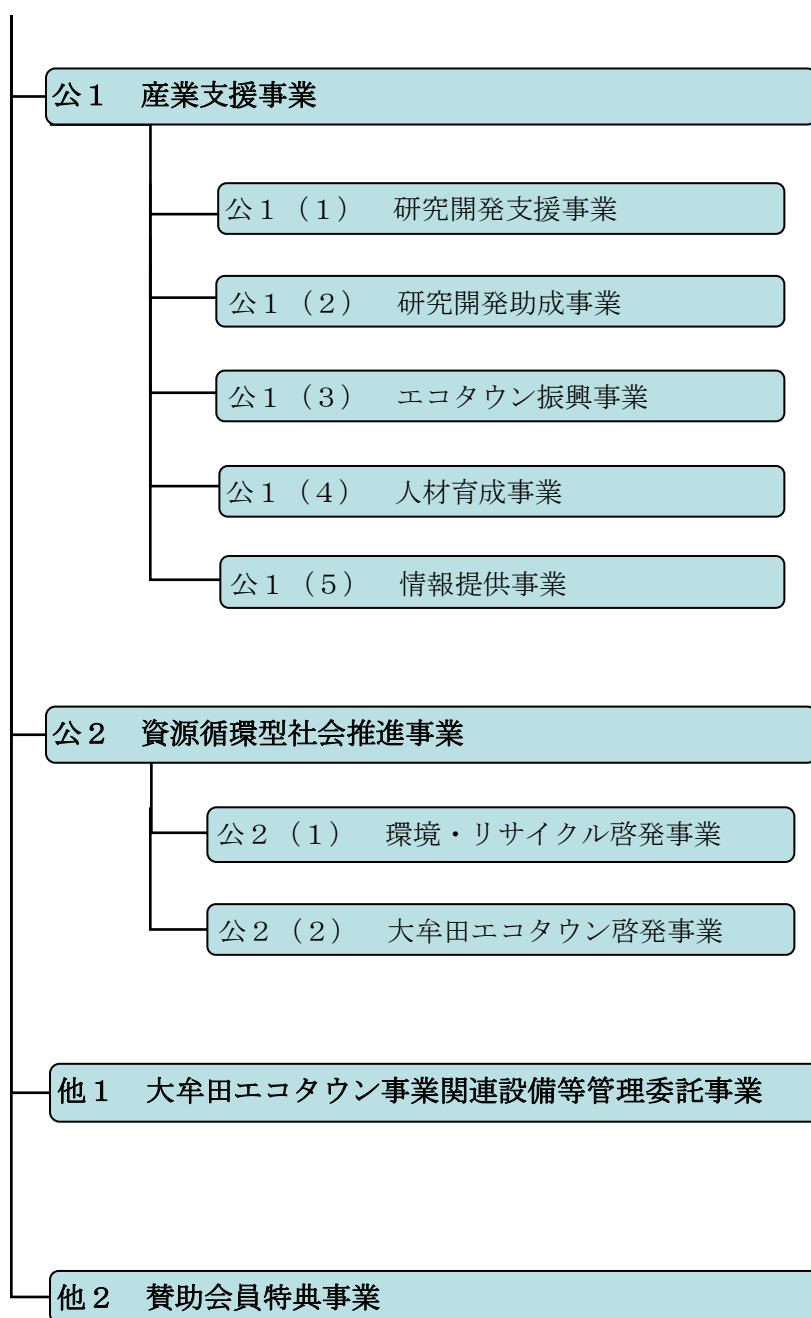 公１　産業支援事業
公１（１）　研究開発支援事業
公１（２）　研究開発助成事業
公１（３）　エコタウン振興事業
公１（４）　人材育成事業
公１（５）　情報提供事業
公２　資源循環型社会推進事業
公２（１）　環境・リサイクル啓発事業
公２（２）　大牟田エコタウン啓発事業
他１　大牟田エコタウン事業関連設備等管理委託事業
他２　賛助会員特典事業